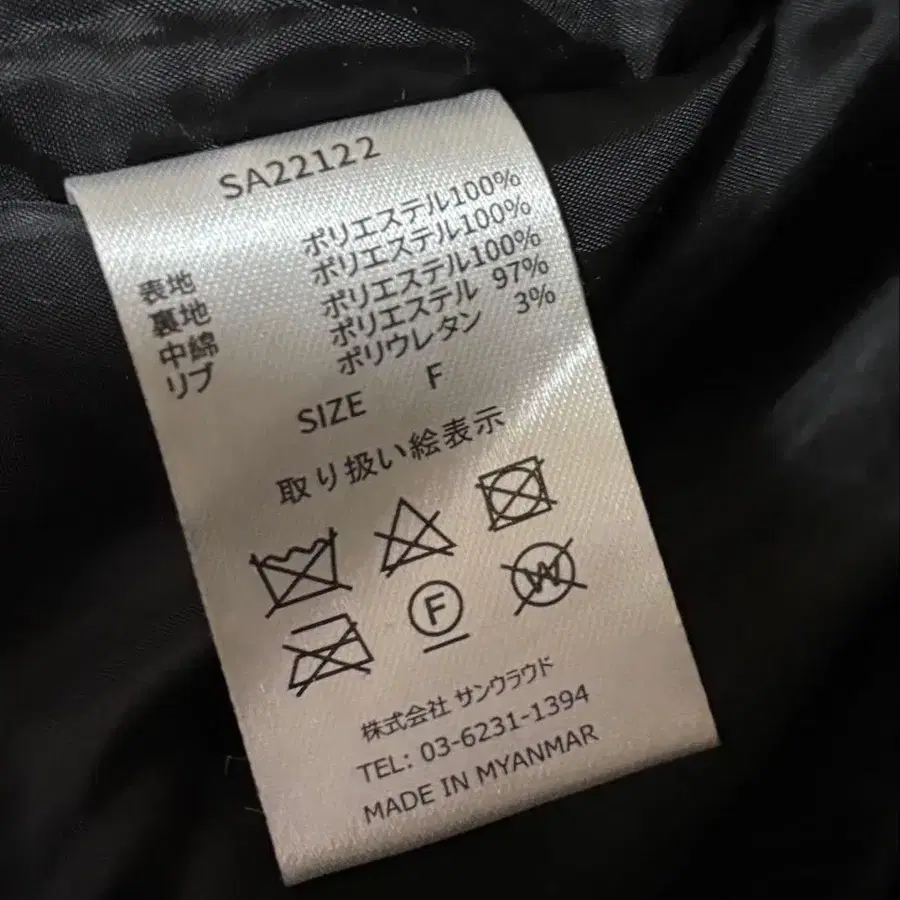 SA22122
表地 ポリエステル100%
裏地 ポリエステル100%
中綿 ポリエステル100%
リブ ポリエステル 97%
ポリウレタン 3%
SIZE F
取り扱い絵表示
F W
株式会社 サンウラウド
TEL: 03-6231-1394
MADE IN MYANMAR